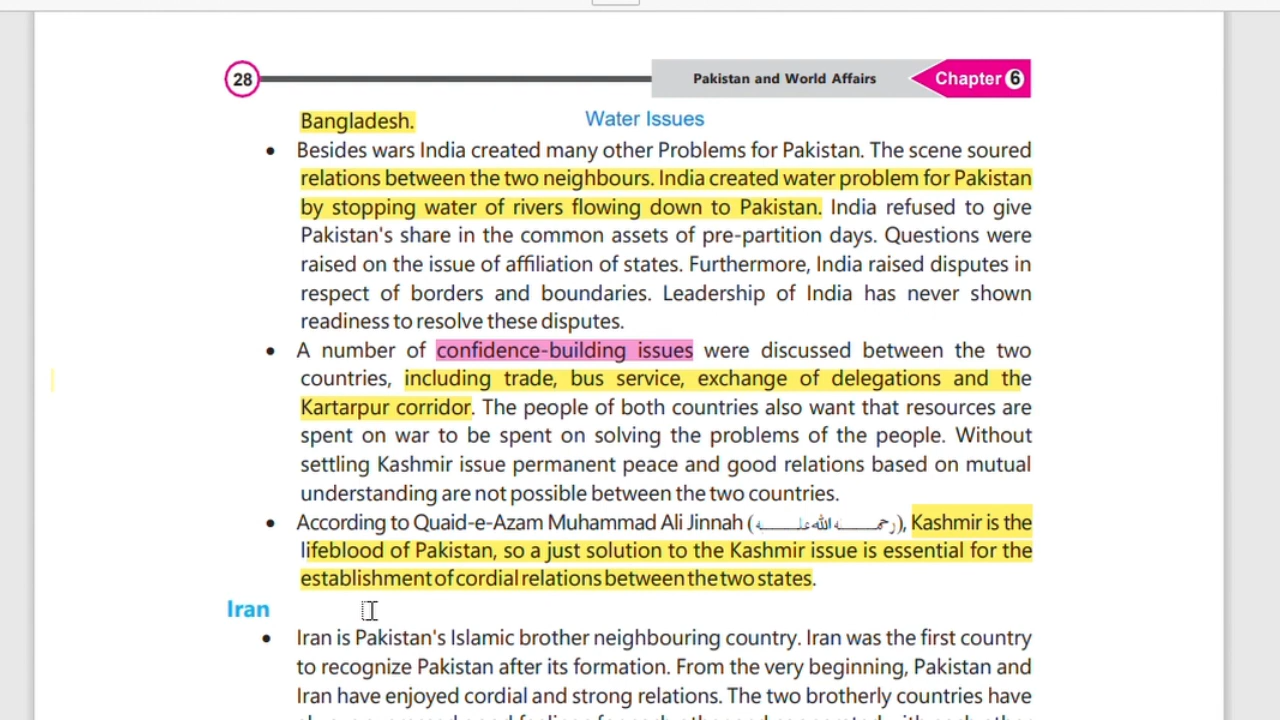 28
Pakistan and World Affairs
Chapter 6
Bangladesh.
Water Issues
• Besides wars India created many other Problems for Pakistan. The scene soured
relations between the two neighbours. India created water problem for Pakistan
by stopping water of rivers flowing down to Pakistan. India refused to give
Pakistan's share in the common assets of pre-partition days. Questions were
raised on the issue of affiliation of states. Furthermore, India raised disputes in
respect of borders and boundaries. Leadership of India has never shown
readiness to resolve these disputes.
• A number of confidence-building issues were discussed between the two
countries, including trade, bus service, exchange of delegations and the
Kartarpur corridor. The people of both countries also want that resources are
spent on war to be spent on solving the problems of the people. Without
settling Kashmir issue permanent peace and good relations based on mutual
understanding are not possible between the two countries.
• According to Quaid-e-Azam Muhammad Ali Jinnah (رحمۃ اللہ علیہ), Kashmir is the
lifeblood of Pakistan, so a just solution to the Kashmir issue is essential for the
establishment of cordial relations between the two states.
Iran
• Iran is Pakistan's Islamic brother neighbouring country. Iran was the first country
to recognize Pakistan after its formation. From the very beginning, Pakistan and
Iran have enjoyed cordial and strong relations. The two brotherly countries have